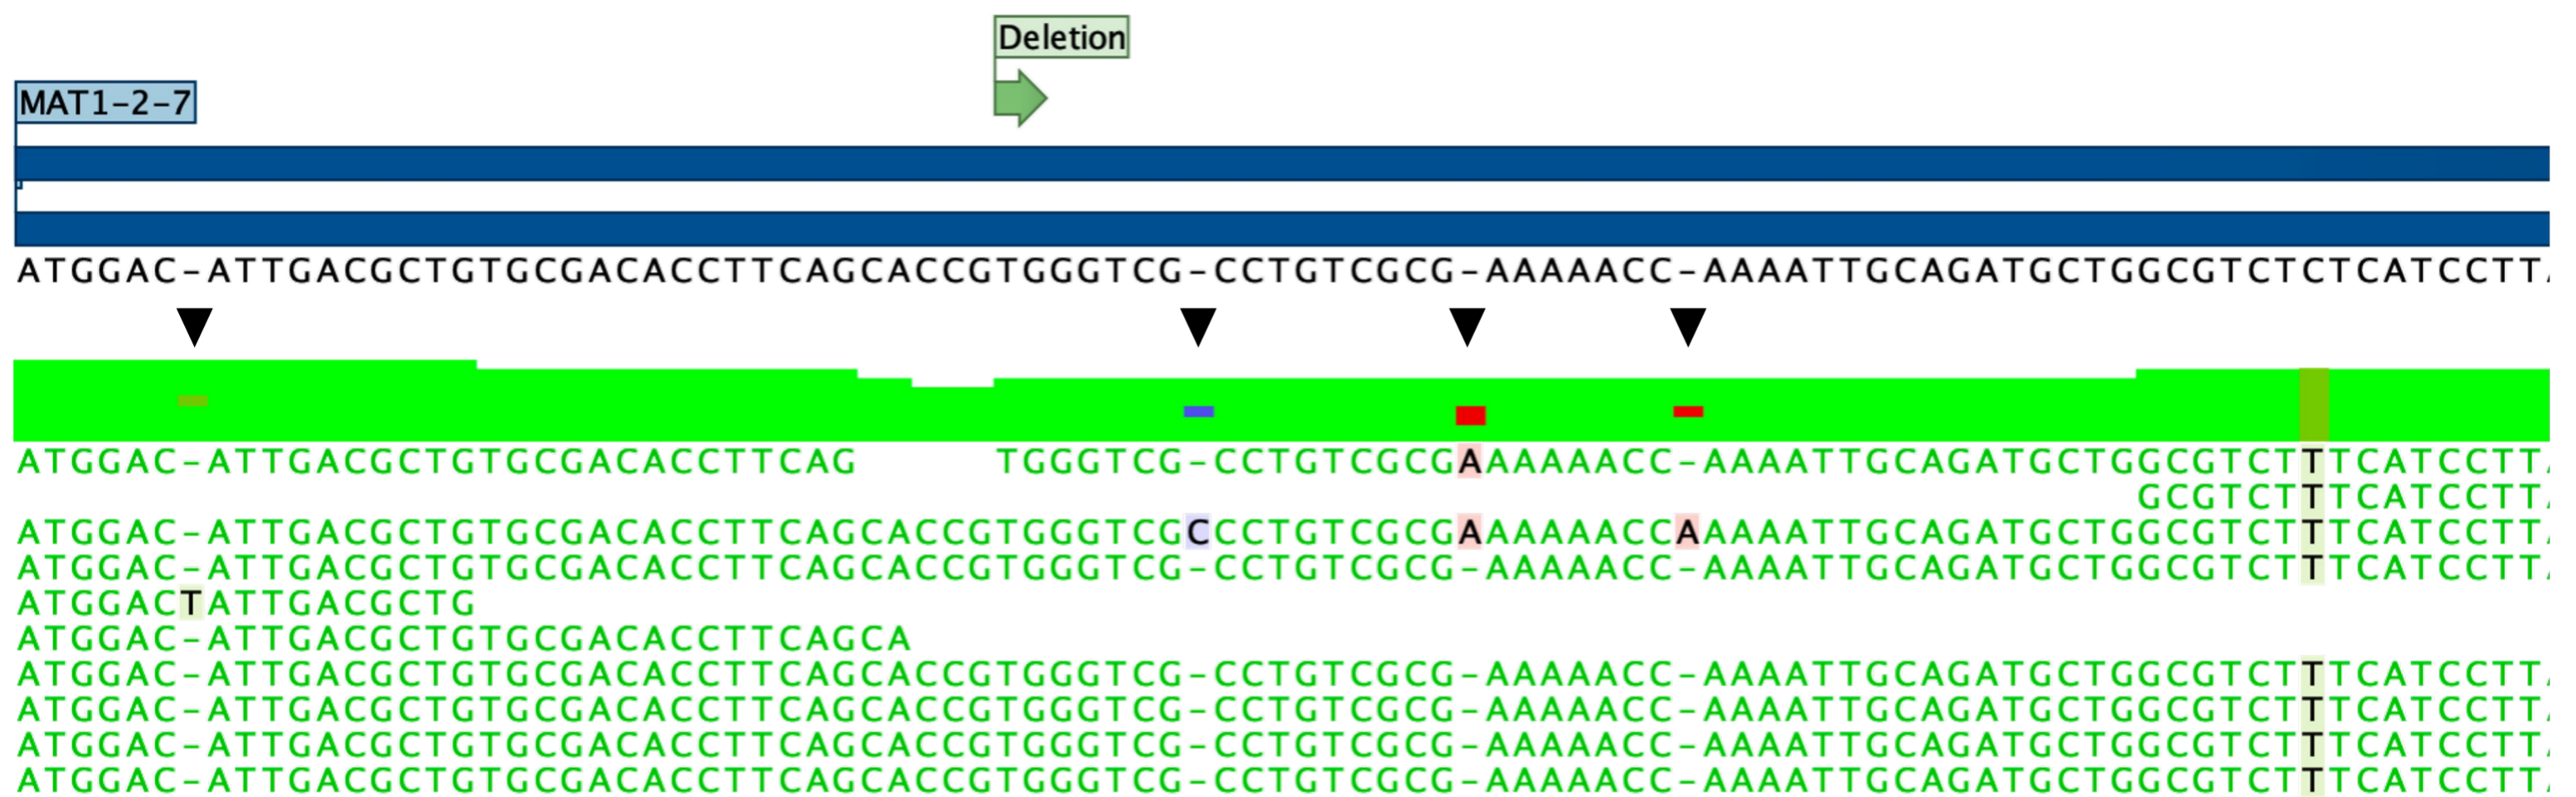 Deletion
MAT1-2-7
ATGGAC-ATTGACGCTGTGCGACACCTTCAGCACCGTGGGTCG-CCTGTCGCG-AAAAACC-AAAATTGCAGATGCTGGCGTCTCTCATCCTT
ATGGAC-ATTGACGCTGTGCGACACCTTCAG TGGGTCG-CCTGTCGCGAAAAAACC-AAAATTGCAGATGCTGGCGTCTTTCATCCTT
GCGTCTTTCATCCTT
ATGGAC-ATTGACGCTGTGCGACACCTTCAGCACCGTGGGTCGCCCTGTCGCGAAAAAACCAAAAATTGCAGATGCTGGCGTCTTTCATCCTT
ATGGAC-ATTGACGCTGTGCGACACCTTCAGCACCGTGGGTCG-CCTGTCGCG-AAAAACC-AAAATTGCAGATGCTGGCGTCTTTCATCCTT
ATGGACTATTGACGCTG
ATGGAC-ATTGACGCTGTGCGACACCTTCAGCA
ATGGAC-ATTGACGCTGTGCGACACCTTCAGCACCGTGGGTCG-CCTGTCGCG-AAAAACC-AAAATTGCAGATGCTGGCGTCTTTCATCCTT
ATGGAC-ATTGACGCTGTGCGACACCTTCAGCACCGTGGGTCG-CCTGTCGCG-AAAAACC-AAAATTGCAGATGCTGGCGTCTTTCATCCTT
ATGGAC-ATTGACGCTGTGCGACACCTTCAGCACCGTGGGTCG-CCTGTCGCG-AAAAACC-AAAATTGCAGATGCTGGCGTCTTTCATCCTT
ATGGAC-ATTGACGCTGTGCGACACCTTCAGCACCGTGGGTCG-CCTGTCGCG-AAAAACC-AAAATTGCAGATGCTGGCGTCTTTCATCCTT